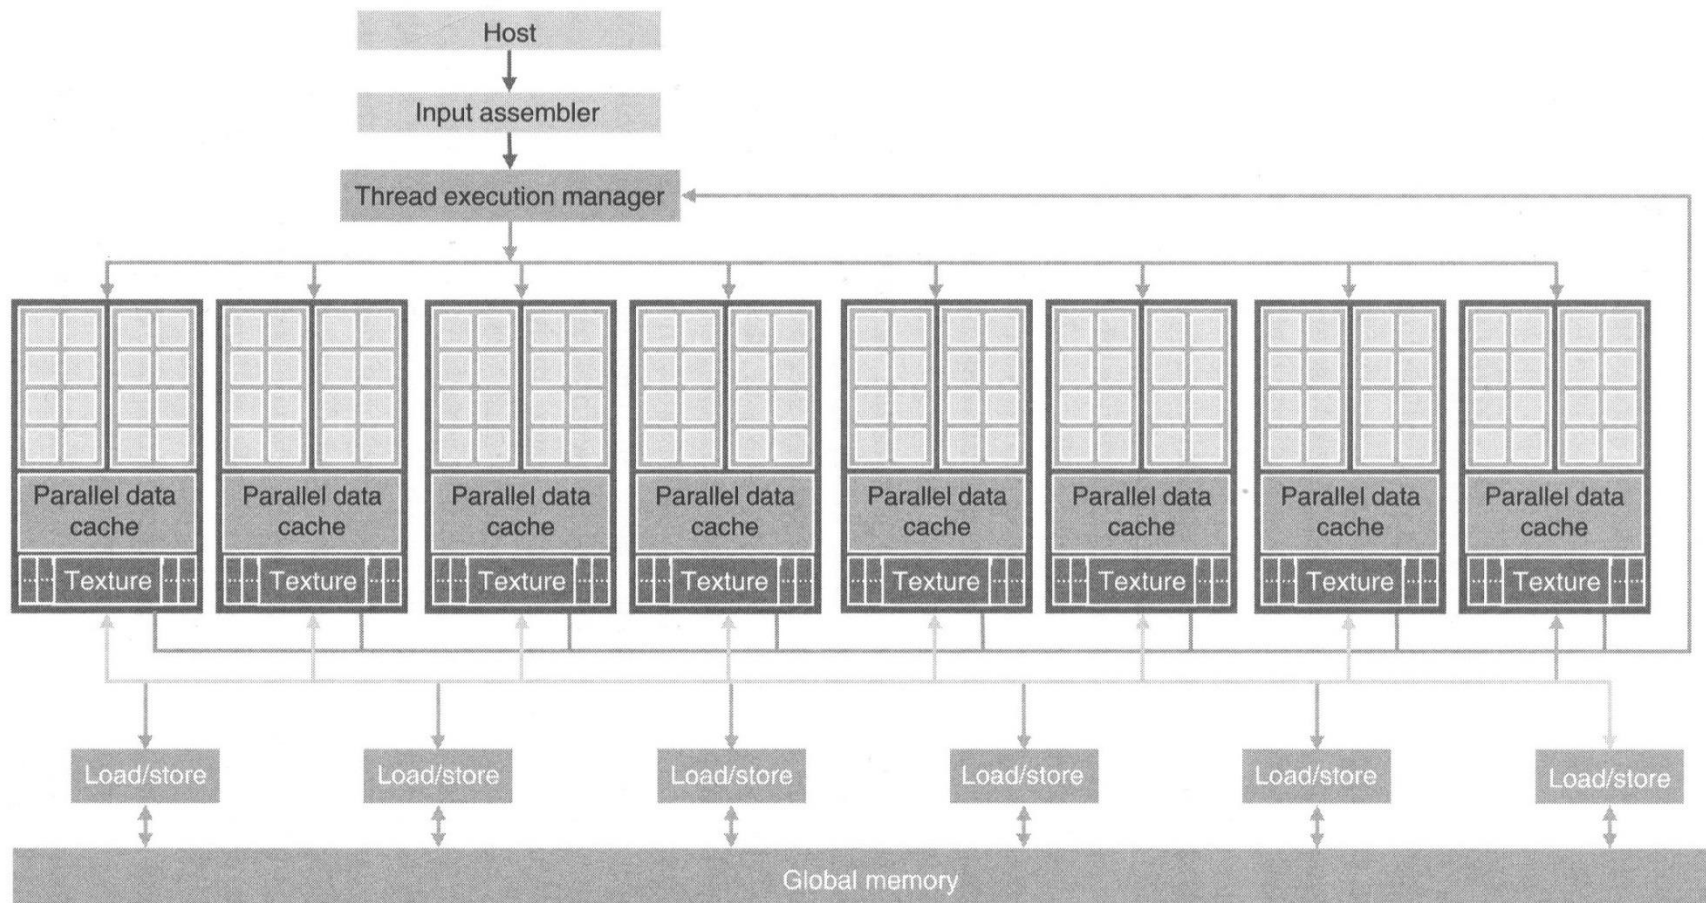 Host
Input assembler
Thread execution manager
Parallel data
cache
Parallel data
cache
Parallel data
cache
Parallel data
cache
Parallel data
cache
Parallel data
cache
Parallel data
cache
Parallel data
cache
Texture
Texture
Texture
Texture
Texture
Texture
Texture
Texture
Load/store
Load/store
Load/store
Load/store
Load/store
Load/store
Global memory